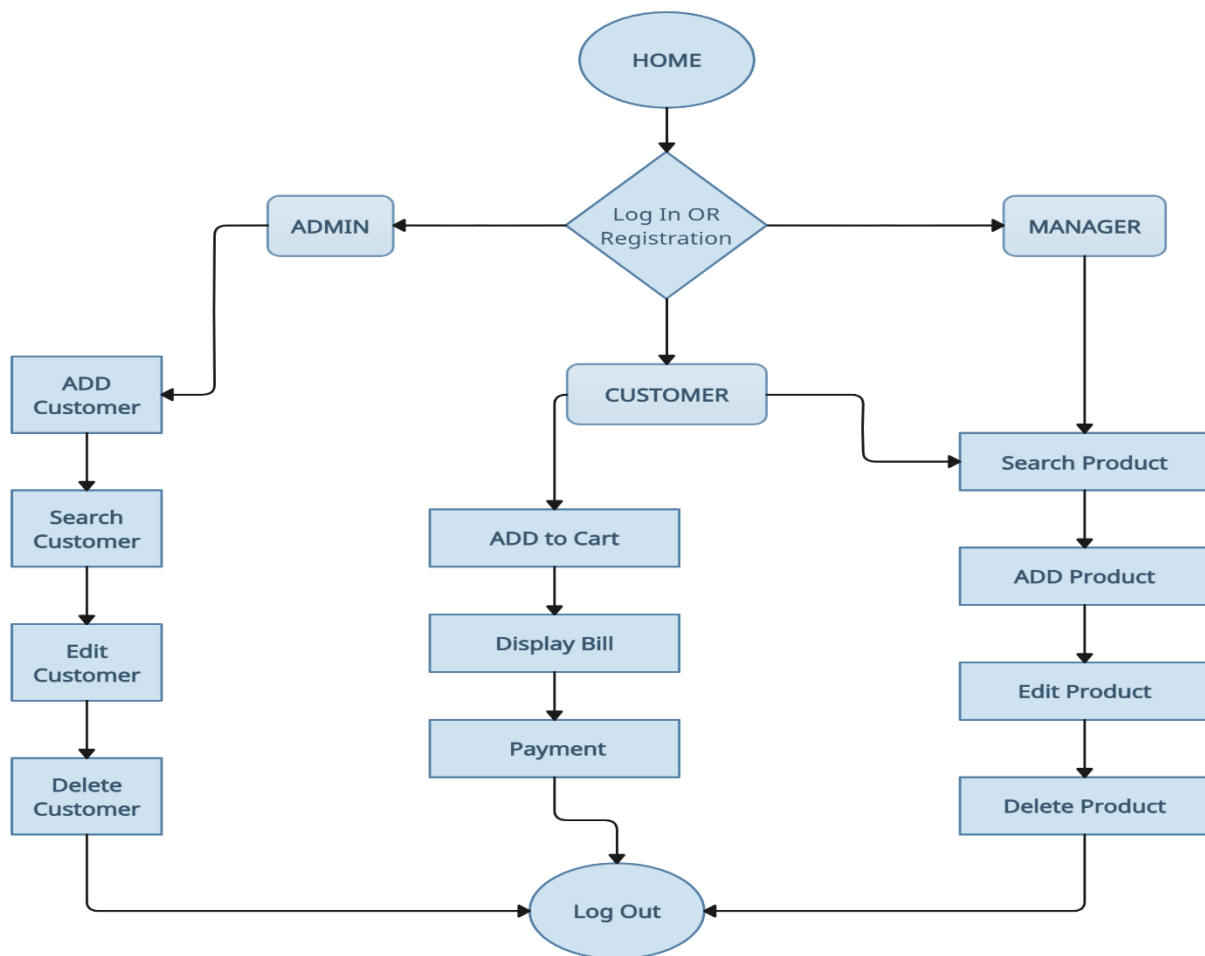 HOME
Log In OR
Registration
ADMIN
MANAGER
CUSTOMER
ADD
Customer
Search
Customer
Edit
Customer
Delete
Customer
ADD to Cart
Display Bill
Payment
Search Product
ADD Product
Edit Product
Delete Product
Log Out